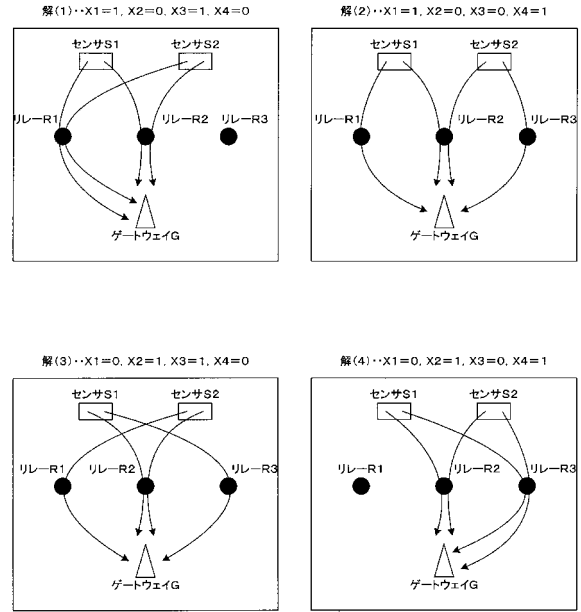 解(1)・・X1=1, X2=0, X3=1, X4=0
センサS1 センサS2
リレーR1 リレーR2 リレーR3
ゲートウェイG
解(2)・・X1=1, X2=0, X3=0, X4=1
センサS1 センサS2
リレーR1 リレーR2 リレーR3
ゲートウェイG
解(3)・・X1=0, X2=1, X3=1, X4=0
センサS1 センサS2
リレーR1 リレーR2 リレーR3
ゲートウェイG
解(4)・・X1=0, X2=1, X3=0, X4=1
センサS1 センサS2
リレーR1 リレーR2 リレーR3
ゲートウェイG